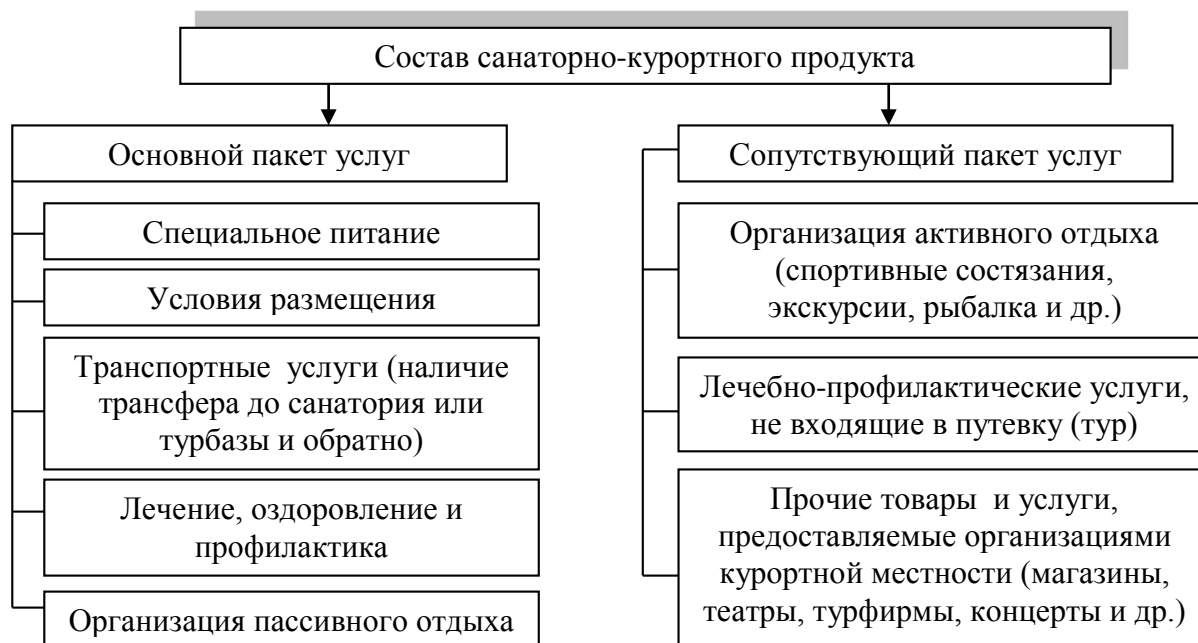 Состав санаторно-курортного продукта
Основной пакет услуг
Специальное питание
Условия размещения
Транспортные  услуги (наличие
трансфера до санатория или
турбазы и обратно)
Лечение, оздоровление и
профилактика
Организация пассивного отдыха
Сопутствующий пакет услуг
Организация активного отдыха
(спортивные состязания,
экскурсии, рыбалка и др.)
Лечебно-профилактические услуги,
не входящие в путевку (тур)
Прочие товары  и услуги,
предоставляемые организациями
курортной местности (магазины,
театры, турфирмы, концерты и др.)